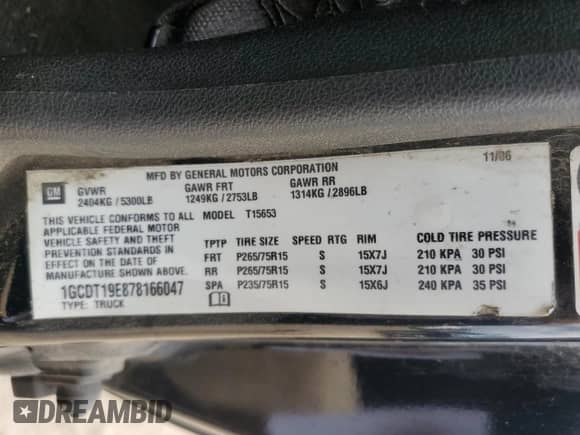 MFD BY GENERAL MOTORS CORPORATION 11/06
GM GVWR GAWR FRT GAWR RR
2404KG / 5300LB 1249KG / 2753LB 1314KG / 2896LB
THIS VEHICLE CONFORMS TO ALL MODEL T15653
APPLICABLE FEDERAL MOTOR
VEHICLE SAFETY AND THEFT
PREVENTION STANDARDS IN
EFFECT ON THE DATE OF
MANUFACTURE SHOWN ABOVE.
1GCDT19E878166047
TYPE: TRUCK
TPTP TIRE SIZE SPEED RTG RIM COLD TIRE PRESSURE
FRT P265/75R15 S 15X7J 210 KPA 30 PSI
RR P265/75R15 S 15X7J 210 KPA 30 PSI
SPA P235/75R15 S 15X6J 240 KPA 35 PSI
DREAMBID